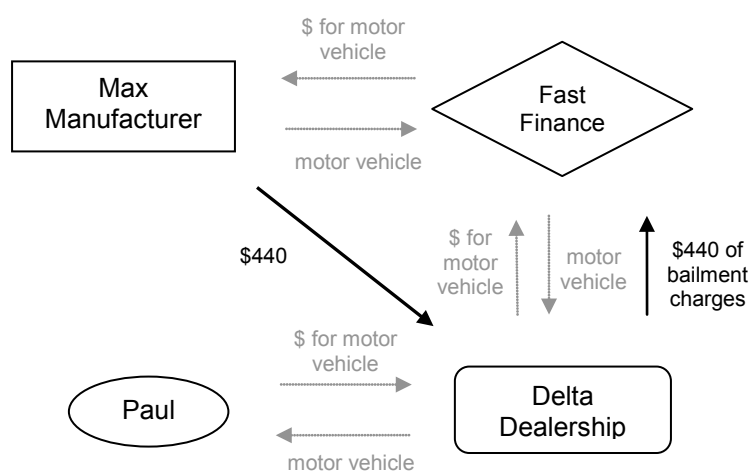 $ for motor
vehicle
Max
Manufacturer
Fast
Finance
motor vehicle
$440
$ for
motor
vehicle
motor
vehicle
$440 of
bailment
charges
$ for motor
vehicle
Paul
Delta
Dealership
motor vehicle